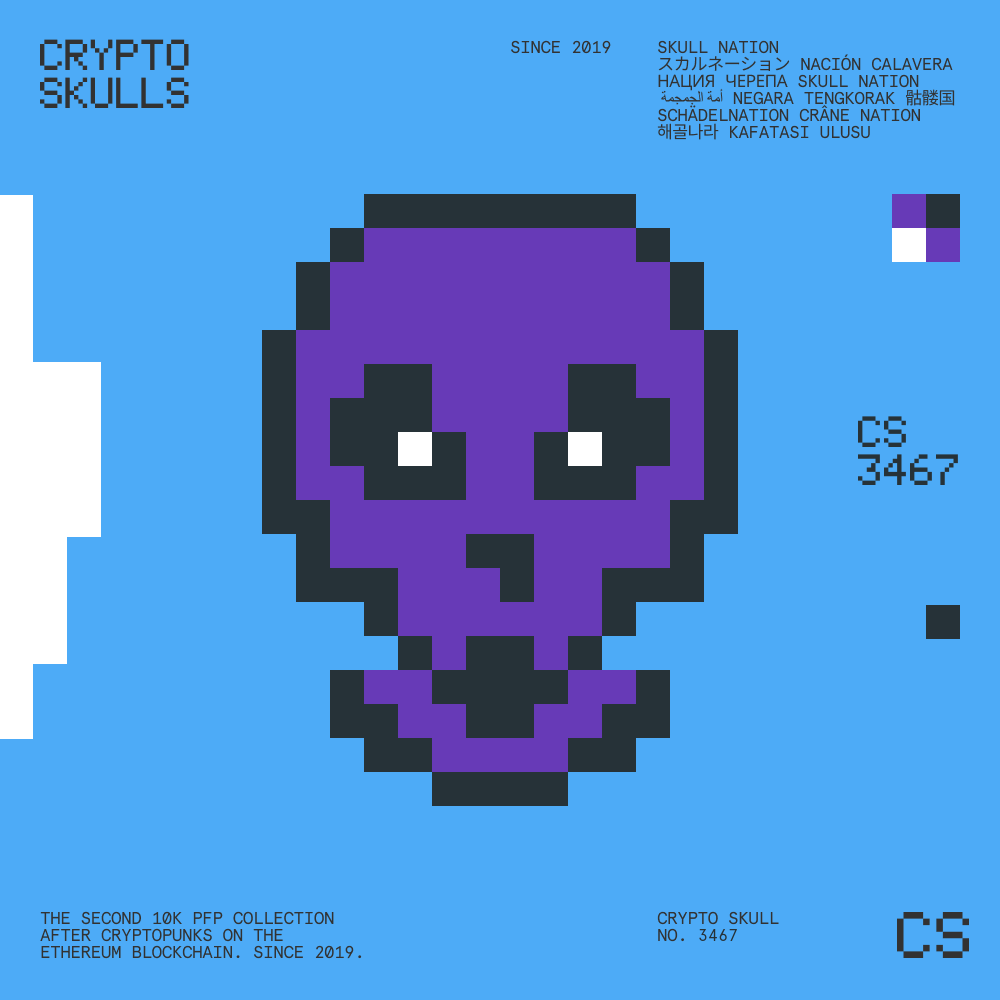 CRYPTO
SKULLS
SINCE 2019
SKULL NATION
スカルネーション NACIÓN CALAVERA
НАЦИЯ ЧЕРЕПА SKULL NATION
أمة الجمجمة NEGARA TENGKORAK 骷髅国
SCHÄDELNATION CRÂNE NATION
해골나라 KAFATASI ULUSU
CS
3467
THE SECOND 10K PFP COLLECTION
AFTER CRYPTOPUNKS ON THE
ETHEREUM BLOCKCHAIN. SINCE 2019.
CRYPTO SKULL
NO. 3467
CS